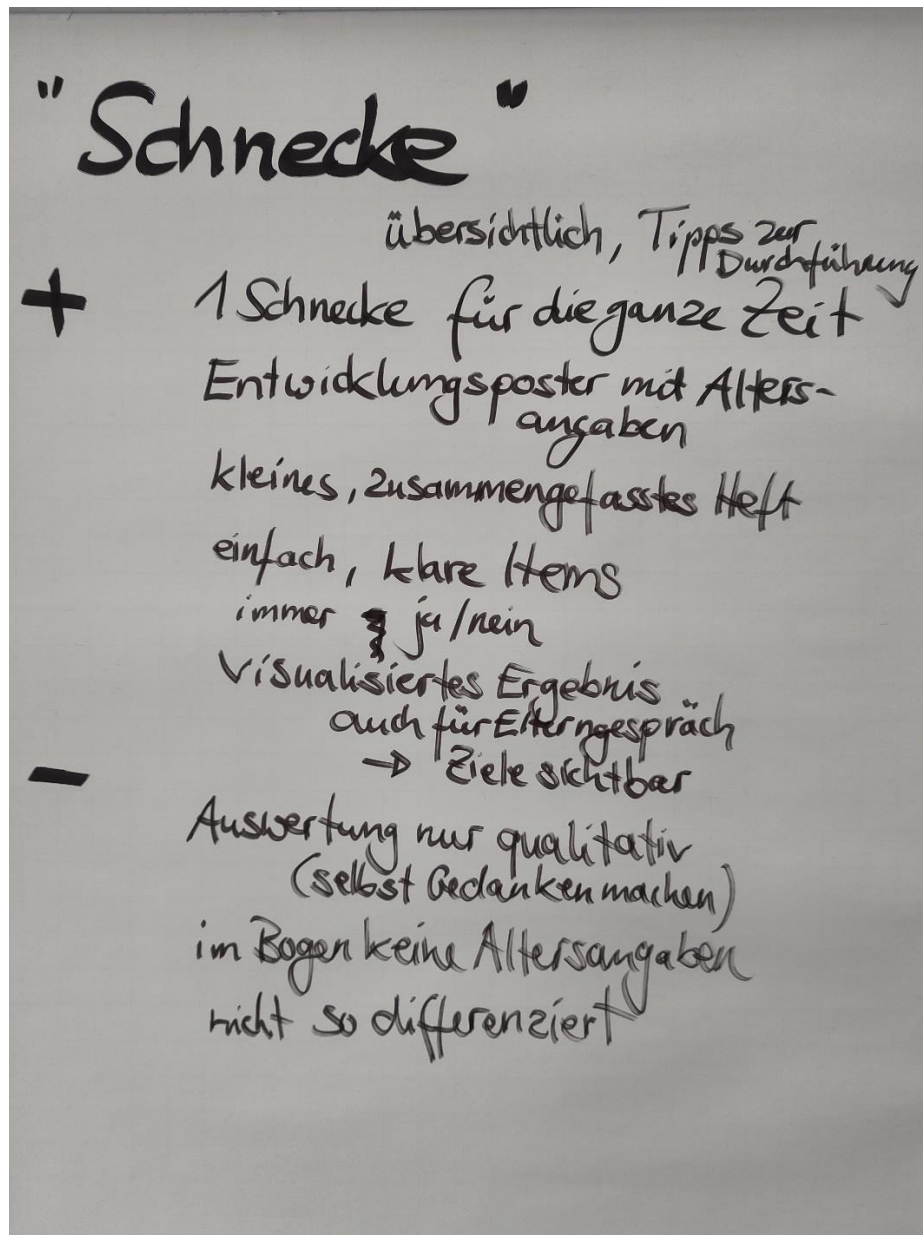 "Schnecke"
übersichtlich, Tipps zur
Durchführung
+ 1 Schnecke für die ganze Zeit
Entwicklungsposter mit Alters-
angaben
kleines, zusammengefasstes Heft
einfach, klare Items
immer ja/nein
visualisiertes Ergebnis
auch für Elterngespräch
→ Ziele sichtbar
-
Auswertung nur qualitativ
(selbst Gedanken machen)
im Bogen keine Altersangaben
nicht so differenziert